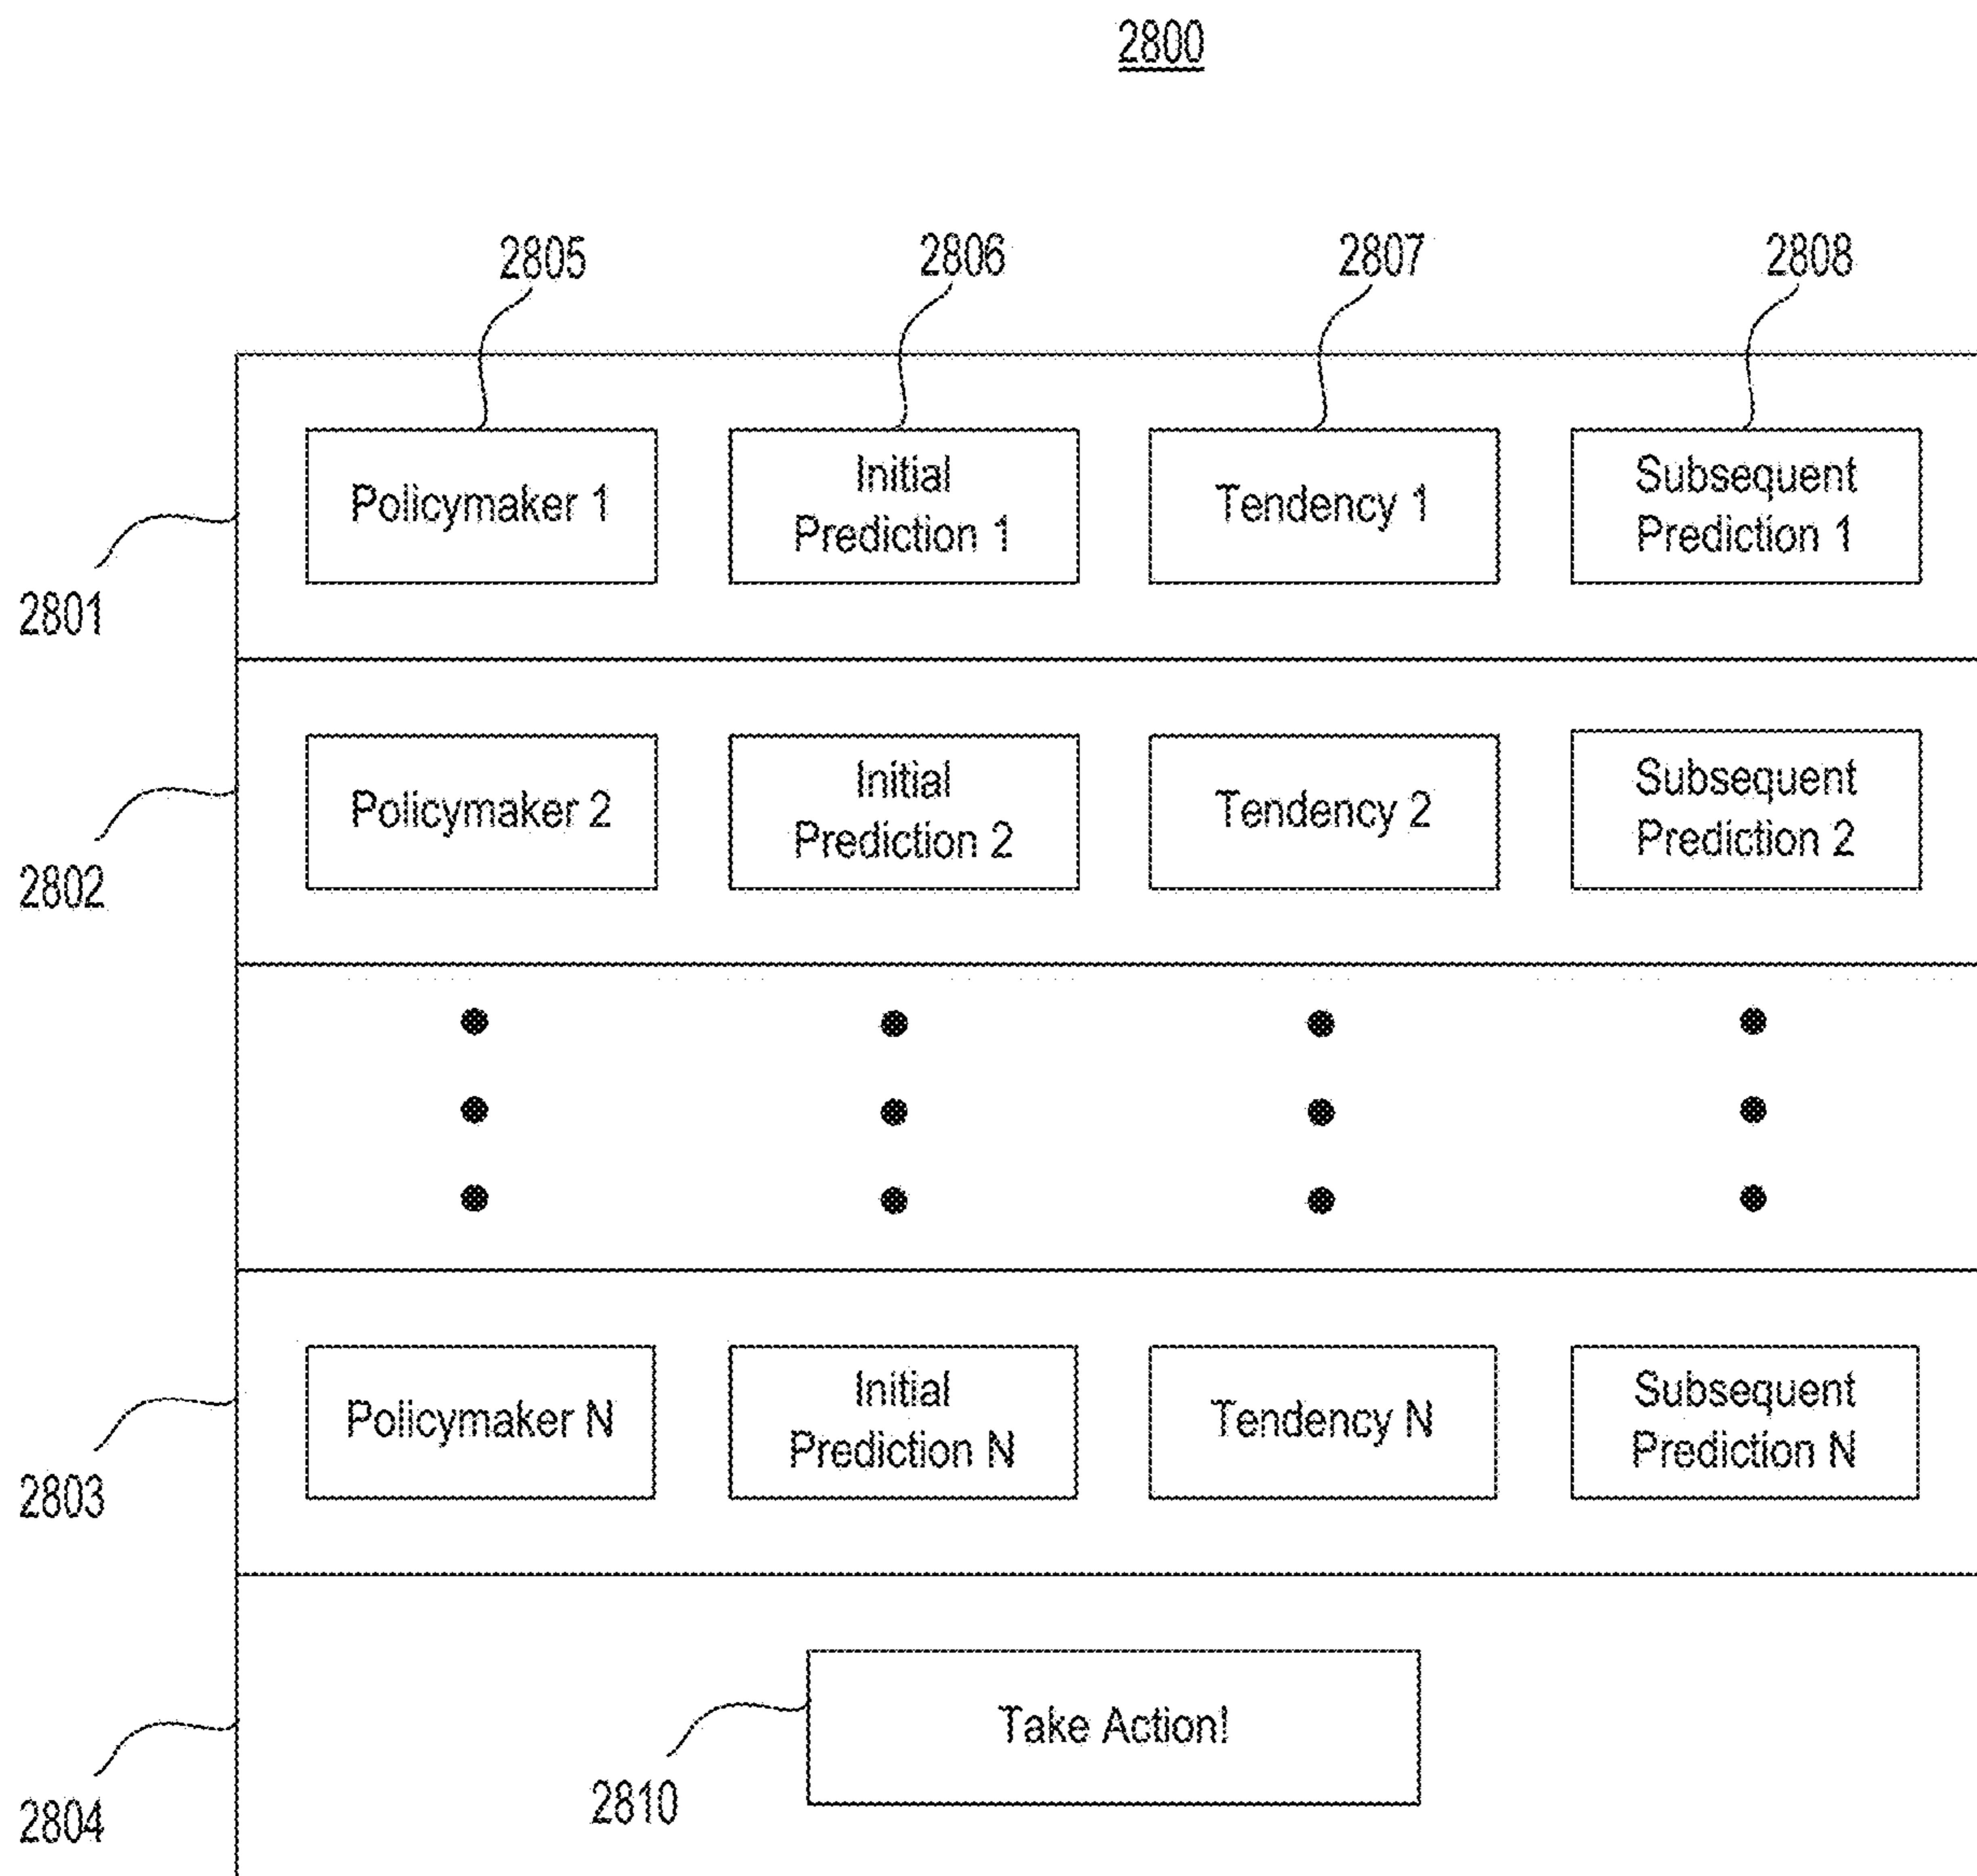 2800
2805
2806
2807
2808
Policymaker 1
Initial
Prediction 1
Tendency 1
Subsequent
Prediction 1
2801
Policymaker 2
Initial
Prediction 2
Tendency 2
Subsequent
Prediction 2
2802
Policymaker N
Initial
Prediction N
Tendency N
Subsequent
Prediction N
2803
Take Action!
2810
2804